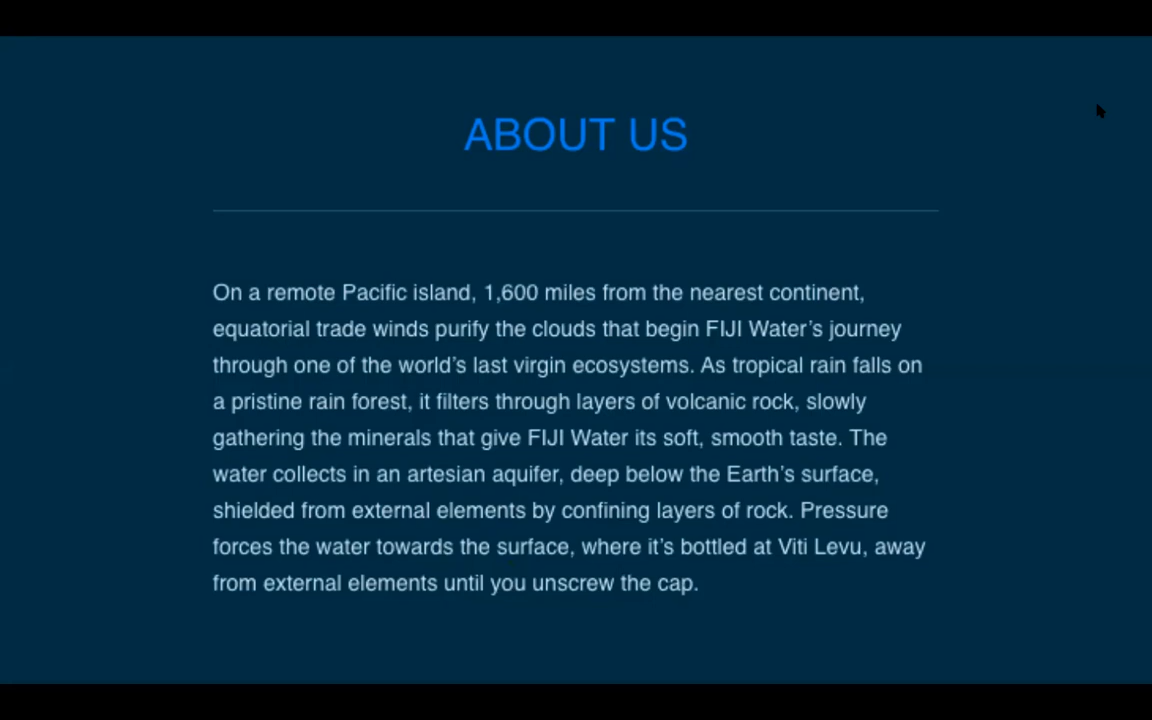 ABOUT US
On a remote Pacific island, 1,600 miles from the nearest continent,
equatorial trade winds purify the clouds that begin FIJI Water’s journey
through one of the world’s last virgin ecosystems. As tropical rain falls on
a pristine rain forest, it filters through layers of volcanic rock, slowly
gathering the minerals that give FIJI Water its soft, smooth taste. The
water collects in an artesian aquifer, deep below the Earth’s surface,
shielded from external elements by confining layers of rock. Pressure
forces the water towards the surface, where it’s bottled at Viti Levu, away
from external elements until you unscrew the cap.